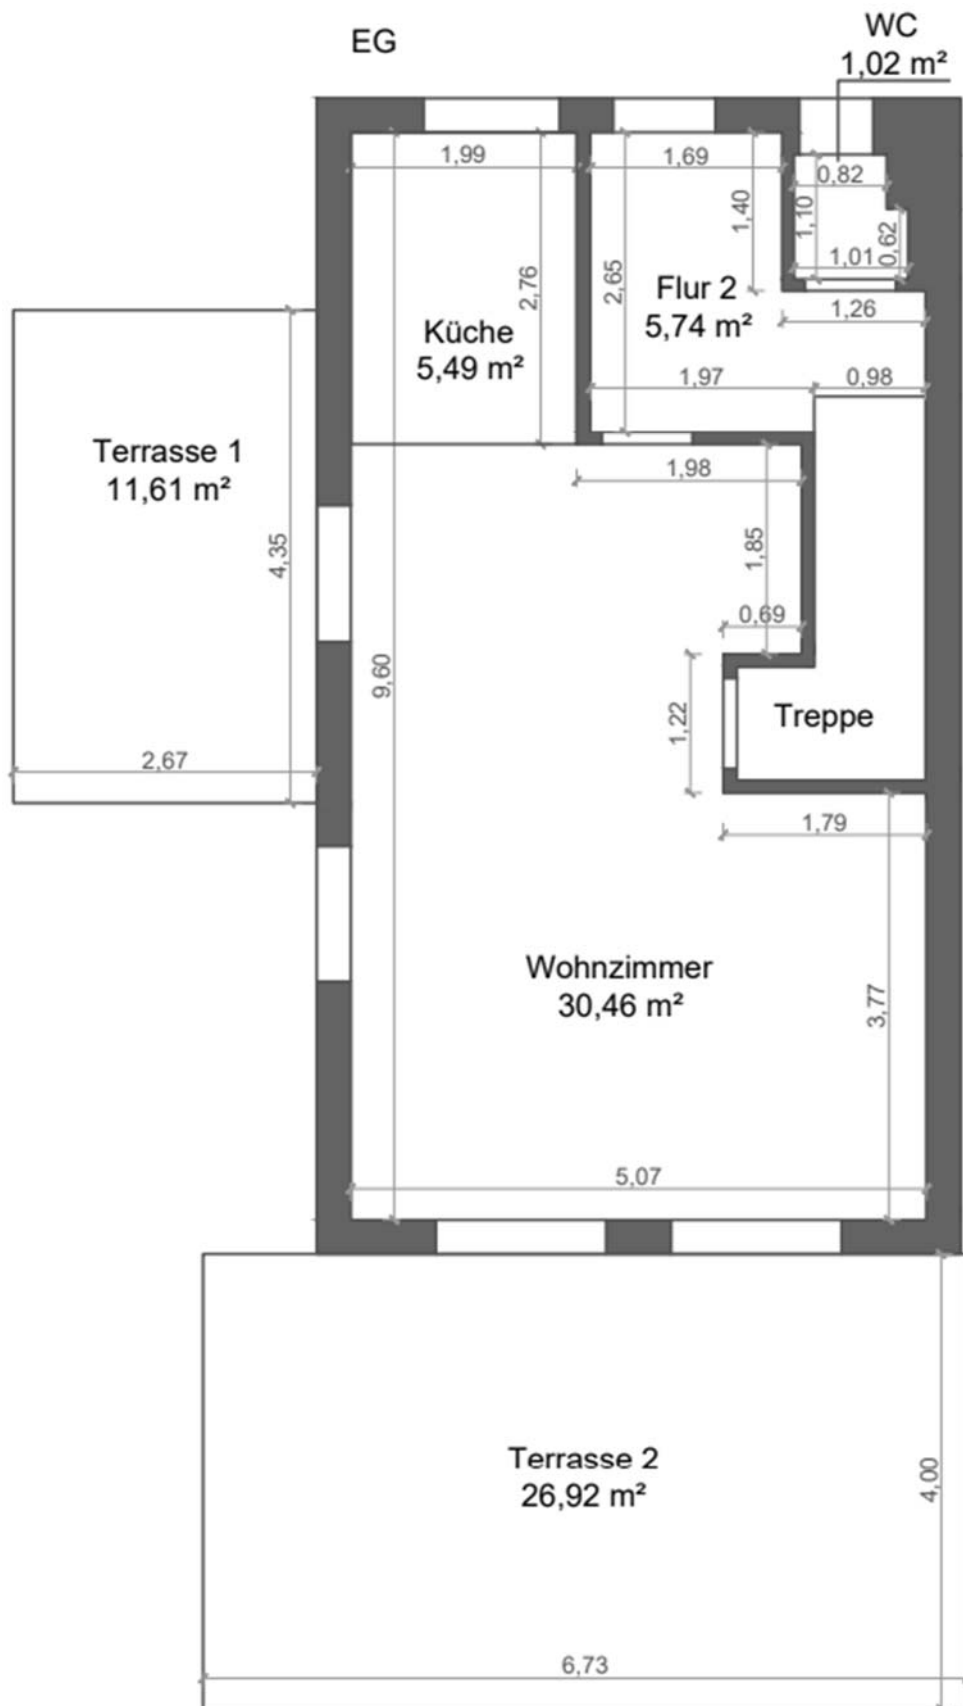 EG
WC
1,02 m²
1,99
1,69
0,82
1,40
1,10
0,62
1,01
2,76
2,65
Flur 2
5,74 m²
1,26
Küche
5,49 m²
1,97
0,98
Terrasse 1
11,61 m²
1,98
4,35
1,85
0,69
9,60
1,22
Treppe
2,67
1,79
Wohnzimmer
30,46 m²
3,77
5,07
Terrasse 2
26,92 m²
4,00
6,73